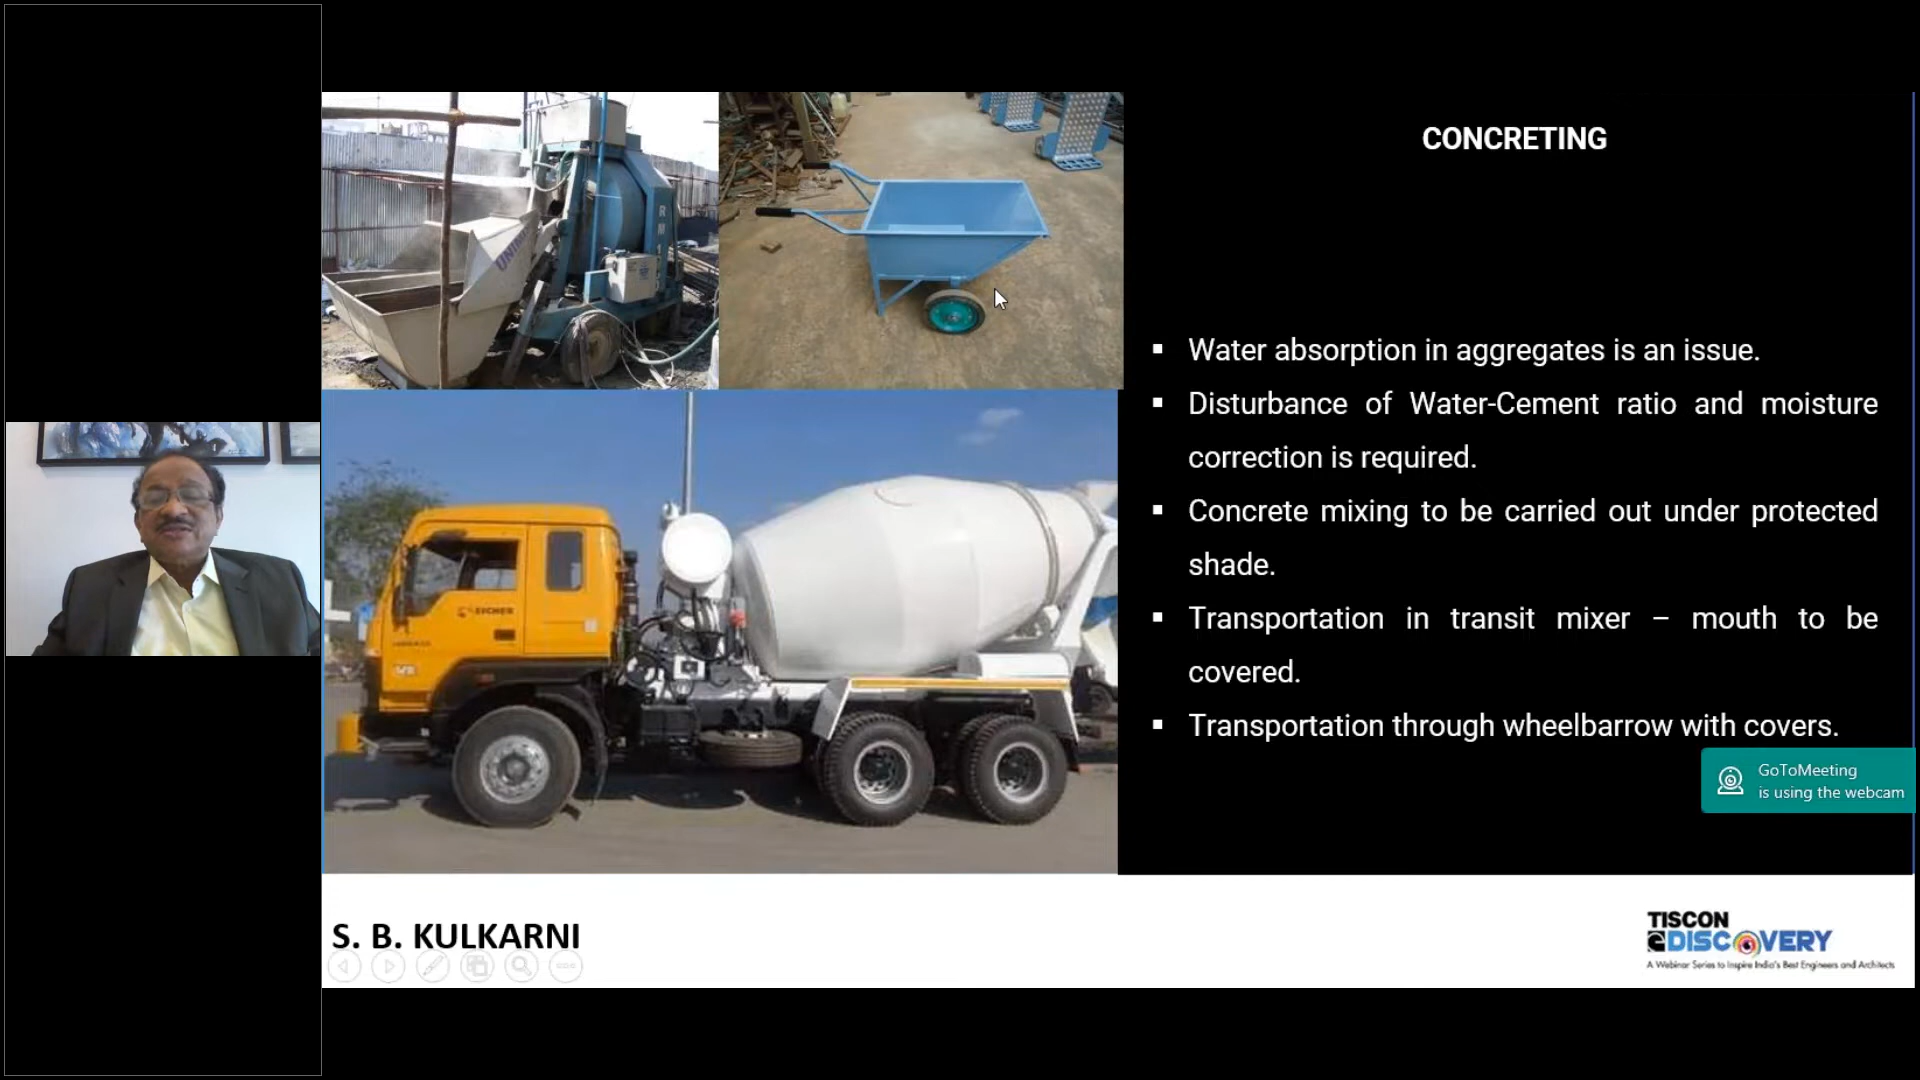 CONCRETING
▪ Water absorption in aggregates is an issue.
▪ Disturbance of Water-Cement ratio and moisture
correction is required.
▪ Concrete mixing to be carried out under protected
shade.
▪ Transportation in transit mixer – mouth to be
covered.
▪ Transportation through wheelbarrow with covers.
GoToMeeting
is using the webcam
EICHER
S. B. KULKARNI
TISCON
eDISCOVERY
A Webinar Series to Inspire India's Best Engineers and Architects